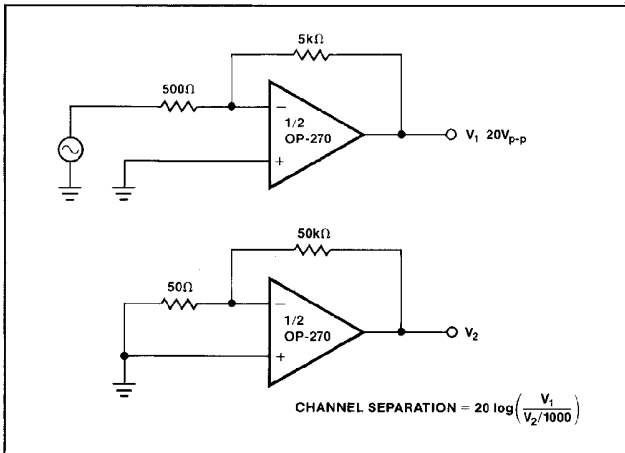 5kΩ
500Ω
−
1/2
OP-270
+
V₁ 20Vp-p
50kΩ
50Ω
−
1/2
OP-270
+
V₂
CHANNEL SEPARATION = 20 log(V₁ / V₂/1000)